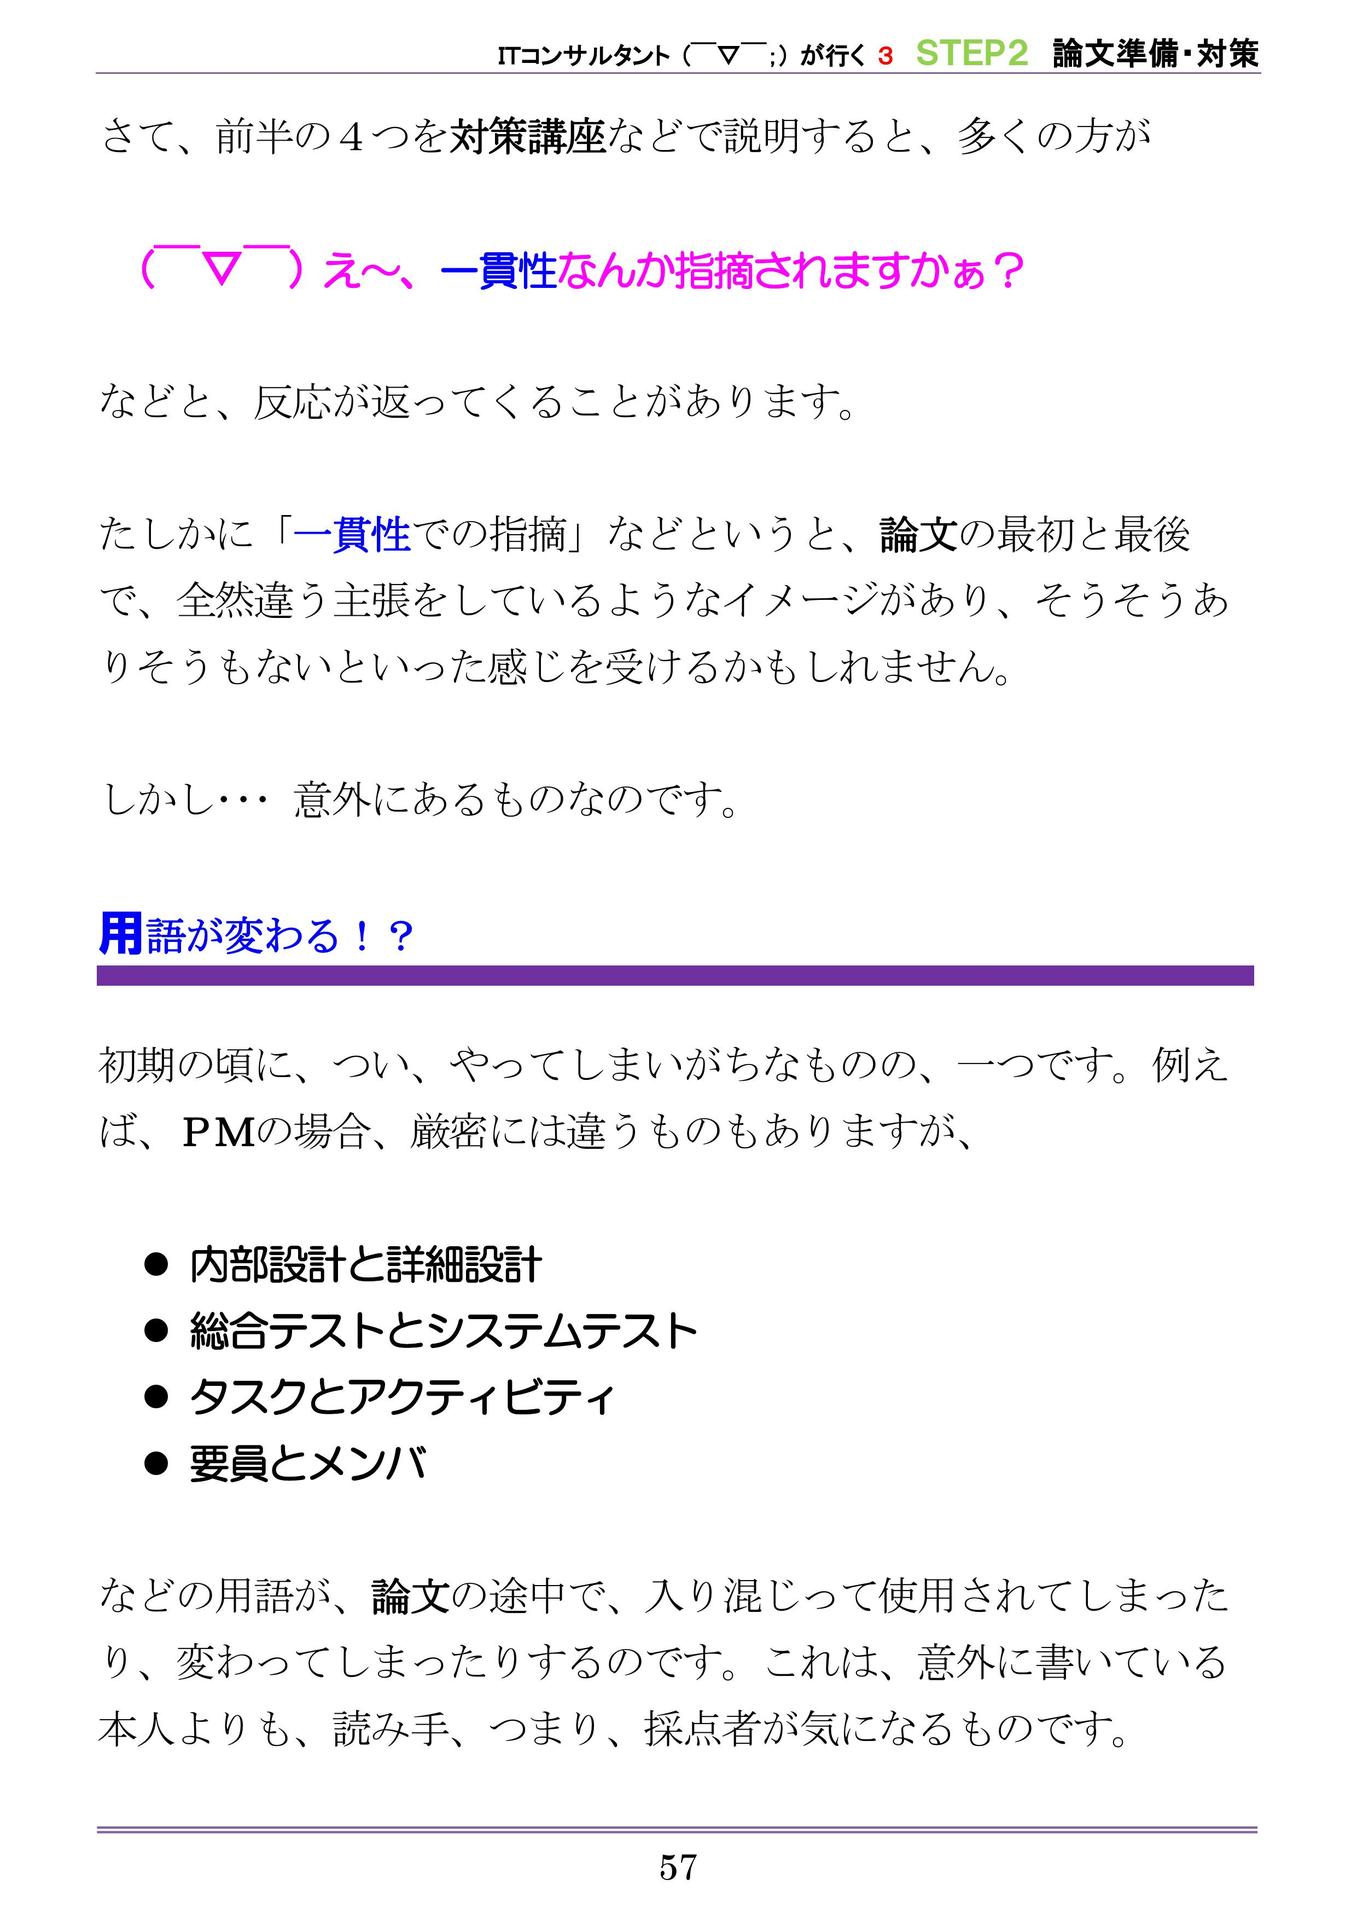 ITコンサルタント（￣▽￣;）が行く 3 STEP2 論文準備・対策
さて、前半の４つを対策講座などで説明すると、多くの方が
（￣▽￣）え～、一貫性なんか指摘されますかぁ？
などと、反応が返ってくることがあります。
たしかに「一貫性での指摘」などというと、論文の最初と最後
で、全然違う主張をしているようなイメージがあり、そうそうあ
りそうもないといった感じを受けるかもしれません。
しかし･･･ 意外にあるものなのです。
用語が変わる！？
初期の頃に、つい、やってしまいがちなものの、一つです。例え
ば、ＰＭの場合、厳密には違うものもありますが、
● 内部設計と詳細設計
● 総合テストとシステムテスト
● タスクとアクティビティ
● 要員とメンバ
などの用語が、論文の途中で、入り混じって使用されてしまった
り、変わってしまったりするのです。これは、意外に書いている
本人よりも、読み手、つまり、採点者が気になるものです。
57